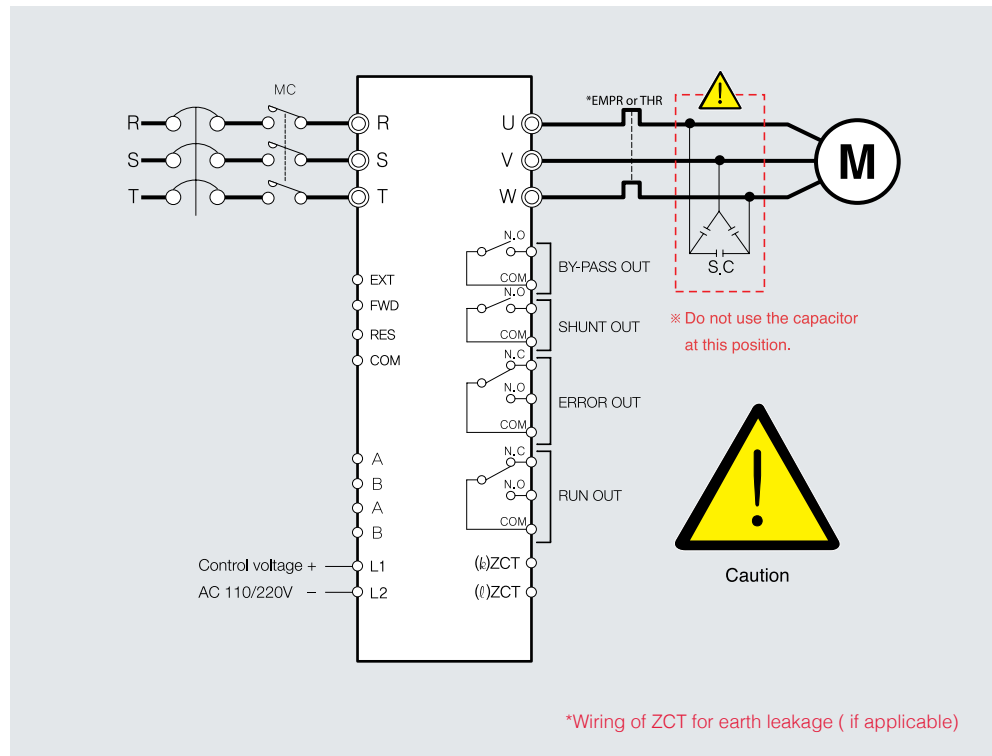 MC
*EMPR or THR
R
R
U
S
S
V
T
T
W
M
N.O
BY-PASS OUT
COM
EXT
FWD
RES
COM
N.O
SHUNT OUT
COM
S.C
※ Do not use the capacitor
at this position.
N.C
N.O
ERROR OUT
COM
A
B
A
B
N.C
N.O
RUN OUT
COM
Control voltage + L1
AC 110/220V − L2
(k)ZCT
(ℓ)ZCT
Caution
*Wiring of ZCT for earth leakage ( if applicable)